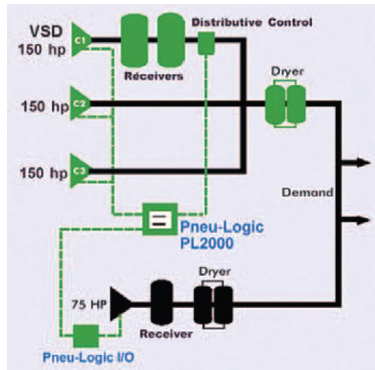 VSD
150 hp
C1
Distributive Control
Receivers
Dryer
150 hp
C2
150 hp
C3
Demand
Pneu-Logic
PL2000
75 HP
Dryer
Receiver
Pneu-Logic I/O